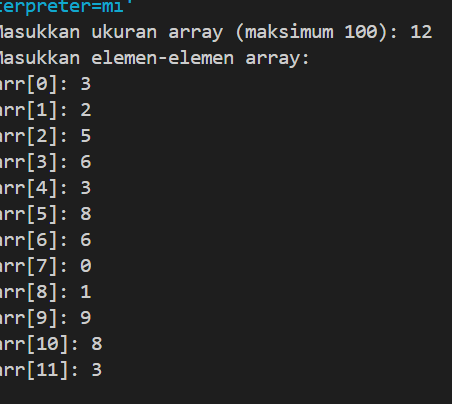 terpreter=mi'
Masukkan ukuran array (maksimum 100): 12
Masukkan elemen-elemen array:
arr[0]: 3
arr[1]: 2
arr[2]: 5
arr[3]: 6
arr[4]: 3
arr[5]: 8
arr[6]: 6
arr[7]: 0
arr[8]: 1
arr[9]: 9
arr[10]: 8
arr[11]: 3